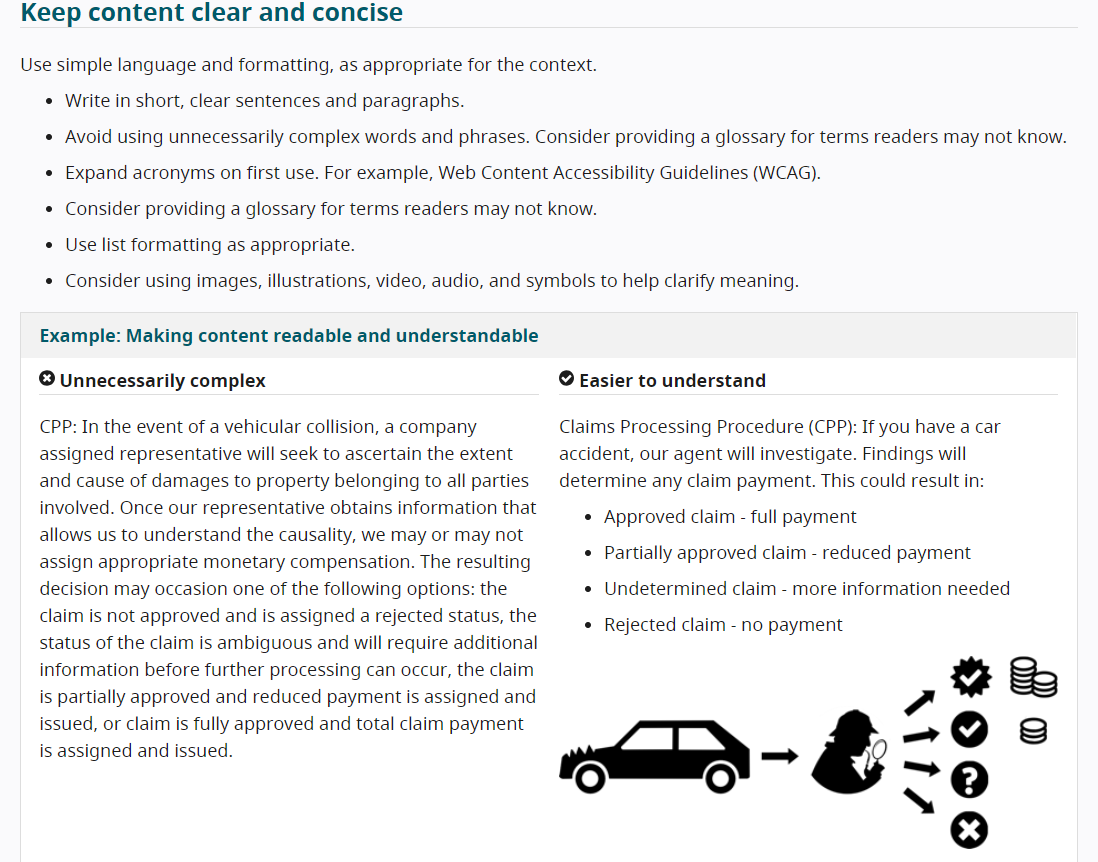 Keep content clear and concise
Use simple language and formatting, as appropriate for the context.
• Write in short, clear sentences and paragraphs.
• Avoid using unnecessarily complex words and phrases. Consider providing a glossary for terms readers may not know.
• Expand acronyms on first use. For example, Web Content Accessibility Guidelines (WCAG).
• Consider providing a glossary for terms readers may not know.
• Use list formatting as appropriate.
• Consider using images, illustrations, video, audio, and symbols to help clarify meaning.
Example: Making content readable and understandable
Unnecessarily complex
CPP: In the event of a vehicular collision, a company
assigned representative will seek to ascertain the extent
and cause of damages to property belonging to all parties
involved. Once our representative obtains information that
allows us to understand the causality, we may or may not
assign appropriate monetary compensation. The resulting
decision may occasion one of the following options: the
claim is not approved and is assigned a rejected status, the
status of the claim is ambiguous and will require additional
information before further processing can occur, the claim
is partially approved and reduced payment is assigned and
issued, or claim is fully approved and total claim payment
is assigned and issued.
Easier to understand
Claims Processing Procedure (CPP): If you have a car
accident, our agent will investigate. Findings will
determine any claim payment. This could result in:
• Approved claim - full payment
• Partially approved claim - reduced payment
• Undetermined claim - more information needed
• Rejected claim - no payment
?